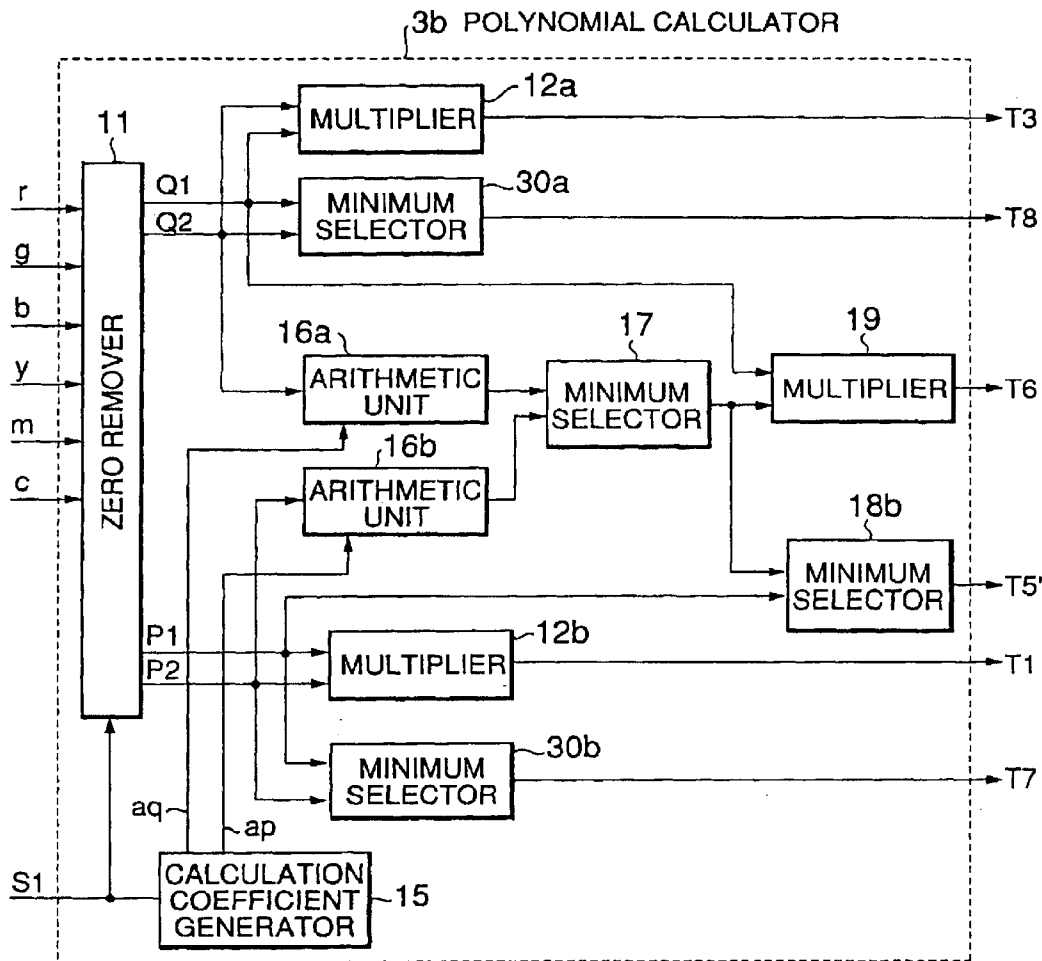 3b POLYNOMIAL CALCULATOR
12a
MULTIPLIER
T3
11
30a
r
Q1
MINIMUM
SELECTOR
T8
Q2
g
b
ZERO REMOVER
16a
17
19
y
ARITHMETIC
UNIT
MINIMUM
SELECTOR
MULTIPLIER
T6
m
16b
c
ARITHMETIC
UNIT
18b
MINIMUM
SELECTOR
T5'
P1
12b
P2
MULTIPLIER
T1
30b
MINIMUM
SELECTOR
T7
aq
ap
S1
CALCULATION
COEFFICIENT
GENERATOR
15